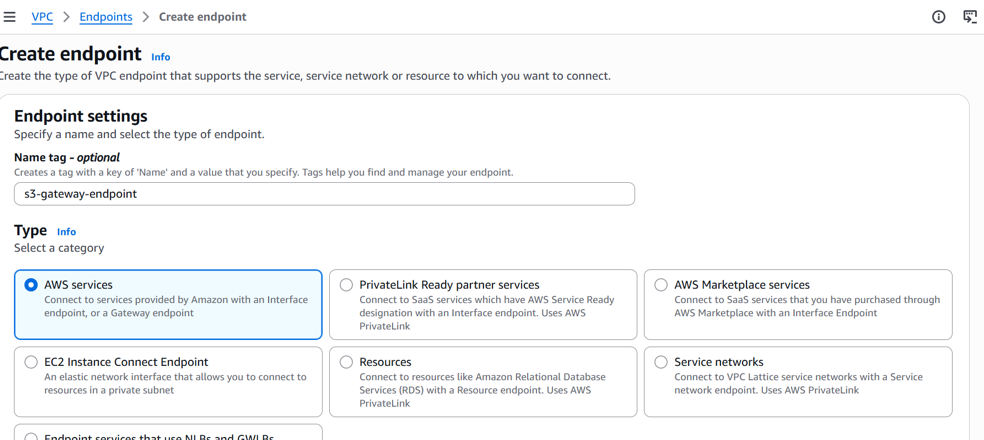 VPC > Endpoints > Create endpoint
Create endpoint Info
Create the type of VPC endpoint that supports the service, service network or resource to which you want to connect.
Endpoint settings
Specify a name and select the type of endpoint.
Name tag - optional
Creates a tag with a key of 'Name' and a value that you specify. Tags help you find and manage your endpoint.
s3-gateway-endpoint
Type Info
Select a category
AWS services
Connect to services provided by Amazon with an Interface
endpoint, or a Gateway endpoint
PrivateLink Ready partner services
Connect to SaaS services which have AWS Service Ready
designation with an Interface endpoint. Uses AWS
PrivateLink
AWS Marketplace services
Connect to SaaS services that you have purchased through
AWS Marketplace with an Interface Endpoint
EC2 Instance Connect Endpoint
An elastic network interface that allows you to connect to
resources in a private subnet
Resources
Connect to resources like Amazon Relational Database
Services (RDS) with a Resource endpoint. Uses AWS
PrivateLink
Service networks
Connect to VPC Lattice service networks with a Service
network endpoint. Uses AWS PrivateLink
Endpoint services that use NLBs and GWLBs